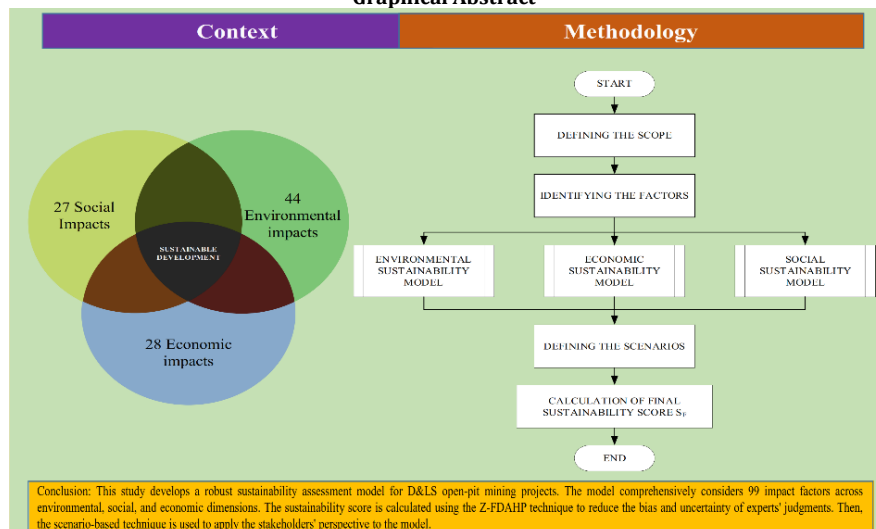 Graphical Abstract
Context
Methodology
27 Social
Impacts
44
Environmental
impacts
SUSTAINABLE
DEVELOPMENT
28 Economic
impacts
START
DEFINING THE SCOPE
IDENTIFYING THE FACTORS
ENVIRONMENTAL
SUSTAINABILITY
MODEL
ECONOMIC
SUSTAINABILITY
MODEL
SOCIAL
SUSTAINABILITY
MODEL
DEFINING THE SCENARIOS
CALCULATION OF FINAL
SUSTAINABILITY SCORE SF
END
Conclusion: This study develops a robust sustainability assessment model for D&LS open-pit mining projects. The model comprehensively considers 99 impact factors across
environmental, social, and economic dimensions. The sustainability score is calculated using the Z-FDAHP technique to reduce the bias and uncertainty of experts' judgments. Then,
the scenario-based technique is used to apply the stakeholders' perspective to the model.